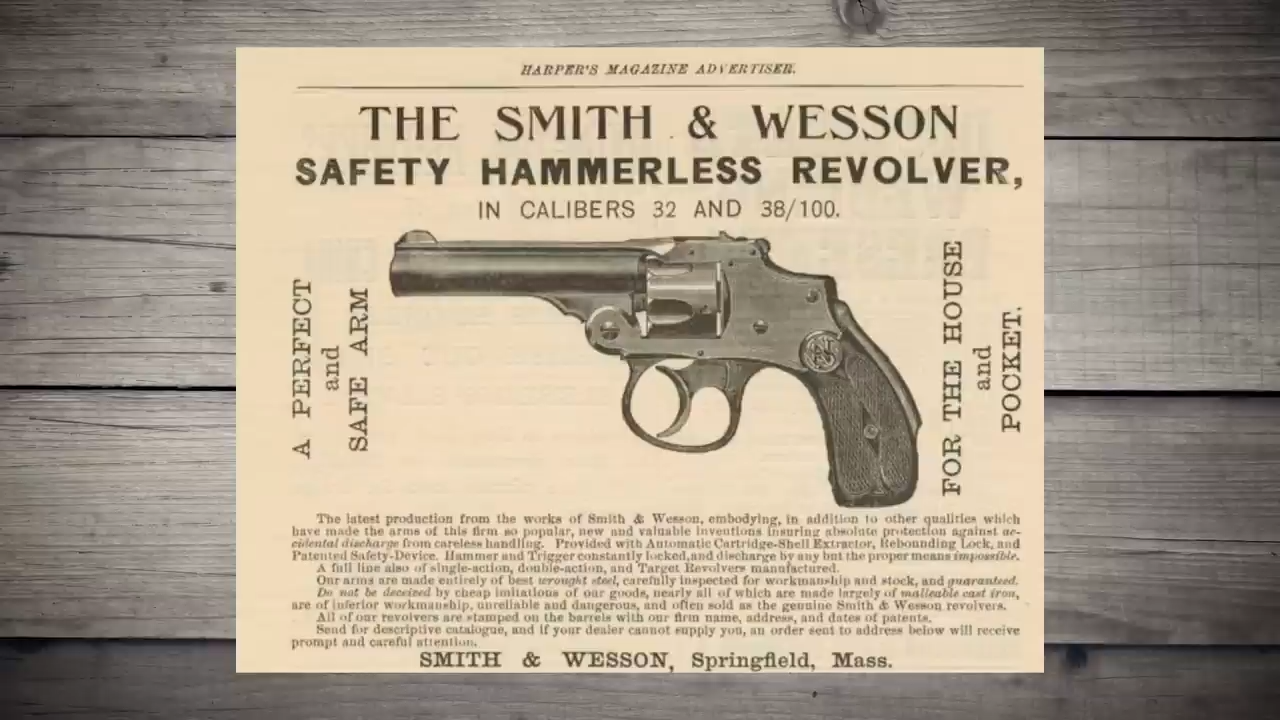 HARPER'S MAGAZINE ADVERTISER.
THE SMITH & WESSON
SAFETY HAMMERLESS REVOLVER,
IN CALIBERS 32 AND 38/100.
A PERFECT
and
SAFE ARM
FOR THE HOUSE
and
POCKET.
The latest production from the works of Smith & Wesson, embodying, in addition to other qualities which
have made the arms of this firm so popular, new and valuable inventions insuring absolute protection against ac-
cidental discharge from careless handling. Provided with Automatic Cartridge-Shell Extractor, Rebounding Lock, and
Patented Safety-Device. Hammer and Trigger constantly locked, and discharge by any but the proper means impossible.
A full line also of single-action, double-action, and Target Revolvers manufactured.
Our arms are made entirely of best wrought steel, carefully inspected for workmanship and stock, and guaranteed.
Do not be deceived by cheap imitations of our goods, nearly all of which are made largely of malleable cast iron,
are of inferior workmanship, unreliable and dangerous, and often sold as the genuine Smith & Wesson revolvers.
All of our revolvers are stamped on the barrels with our firm name, address, and dates of patents.
Send for descriptive catalogue, and if your dealer cannot supply you, an order sent to address below will receive
prompt and careful attention.
SMITH & WESSON, Springfield, Mass.